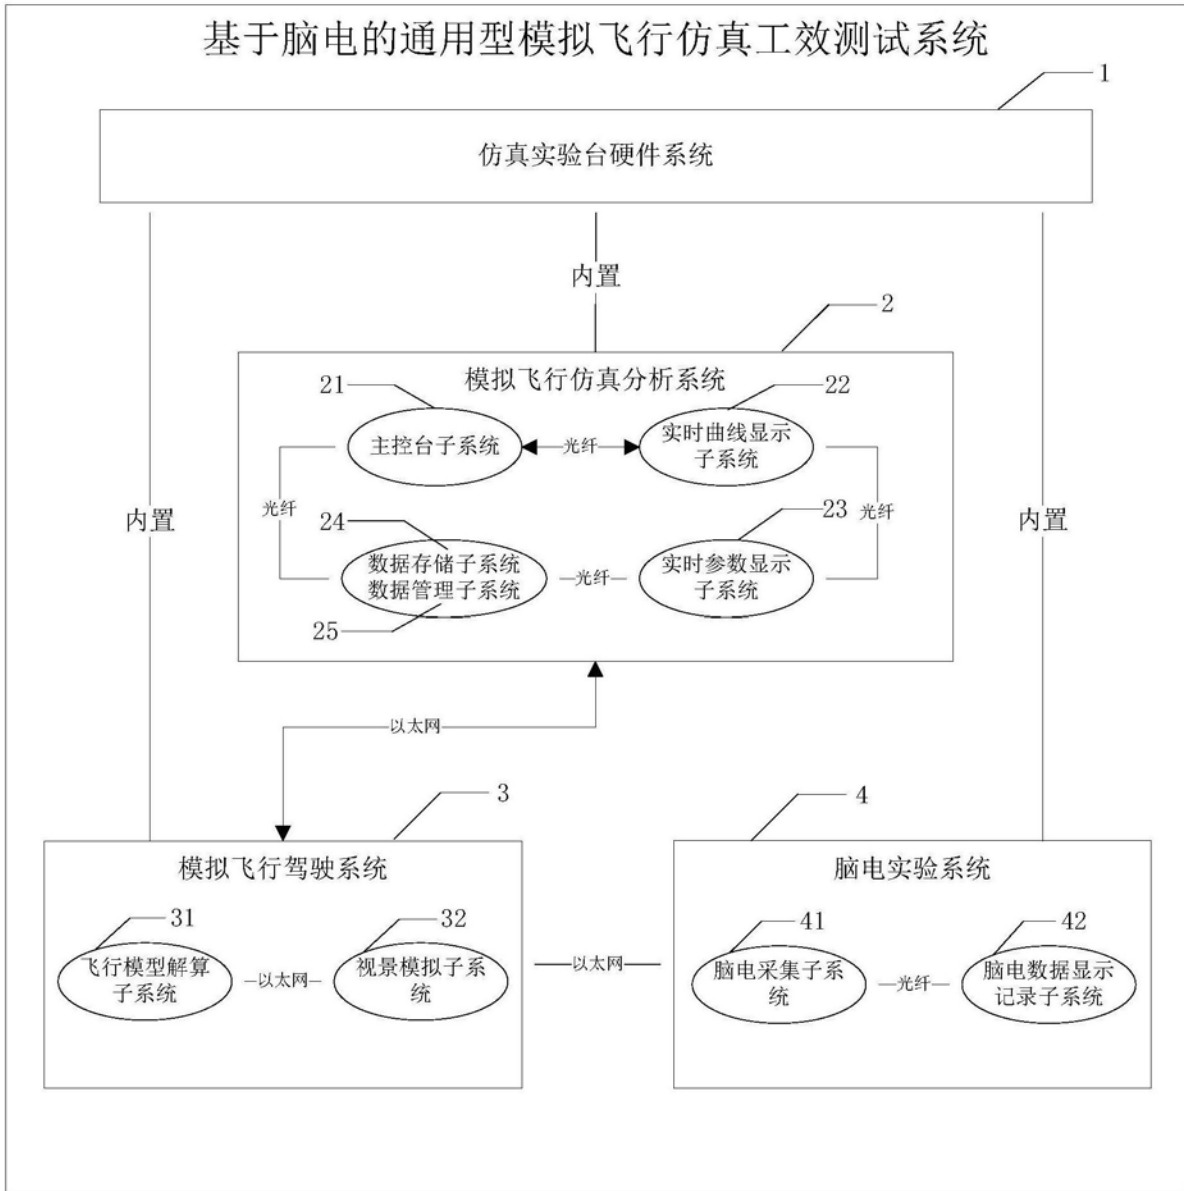 基于脑电的通用型模拟飞行仿真工效测试系统
1
仿真实验台硬件系统
内置
2
模拟飞行仿真分析系统
21
22
主控台子系统
光纤
实时曲线显示
子系统
内置
光纤
24
23
光纤
内置
数据存储子系统
数据管理子系统
光纤
实时参数显示
子系统
25
以太网
3
4
模拟飞行驾驶系统
脑电实验系统
31
32
41
42
飞行模型解算
子系统
以太网
视景模拟子系
统
以太网
脑电采集子系
统
光纤
脑电数据显示
记录子系统